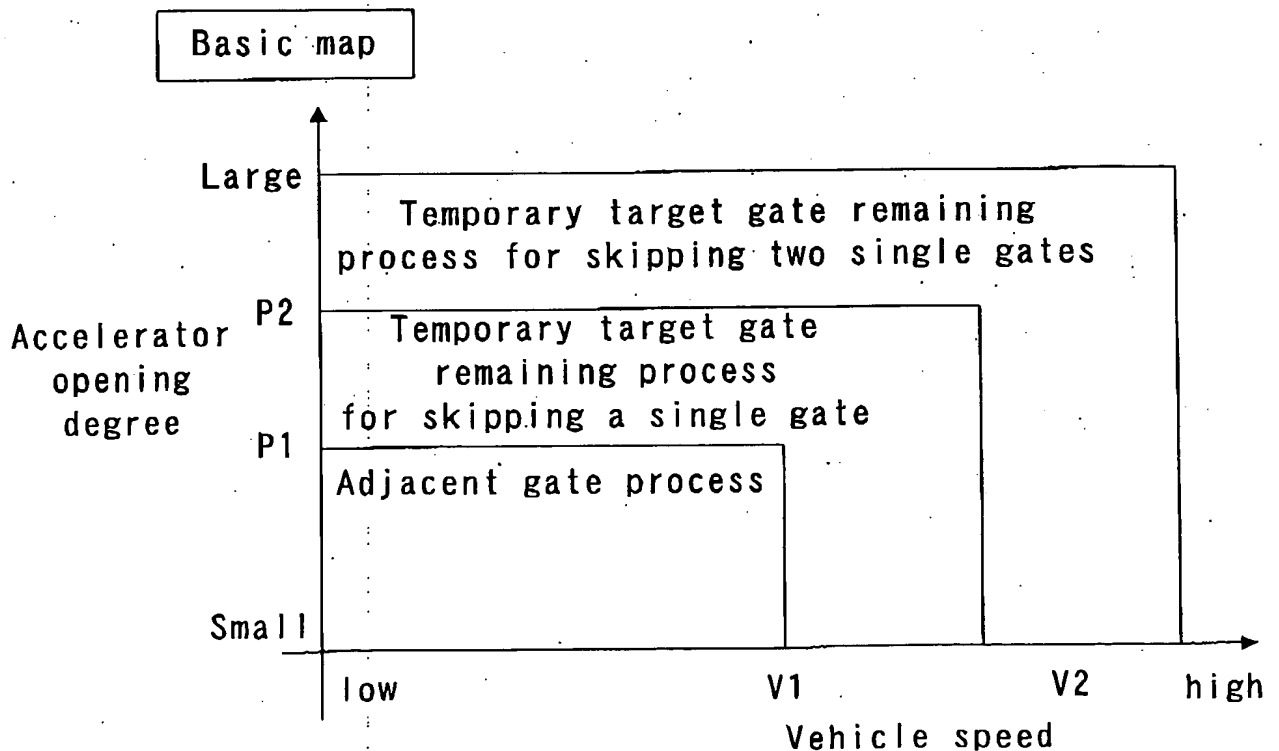 Basic map
Large
Temporary target gate remaining
process for skipping two single gates
P2
Temporary target gate
remaining process
for skipping a single gate
Accelerator
opening
degree
P1
Adjacent gate process
Small
low
V1
V2
high
Vehicle speed